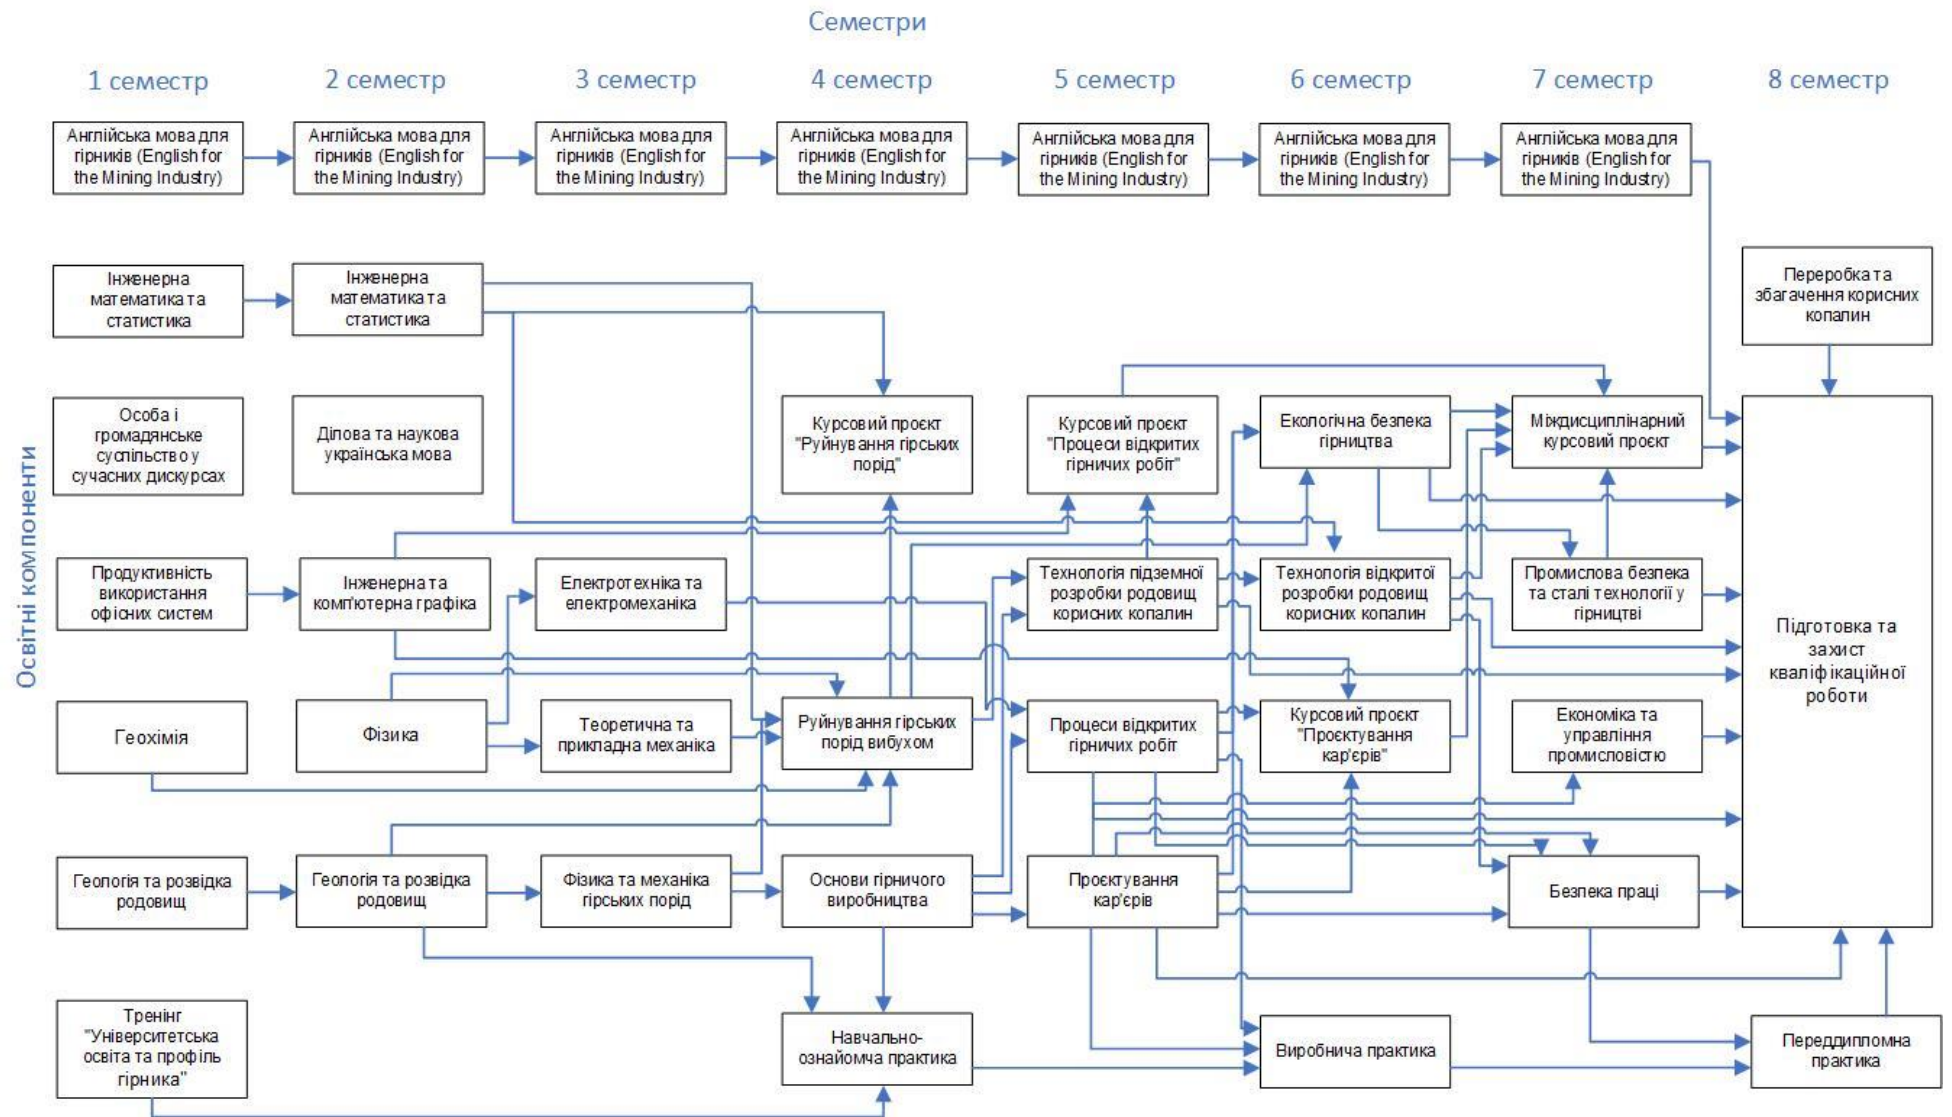 Семестри
1 семестр
2 семестр
3 семестр
4 семестр
5 семестр
6 семестр
7 семестр
8 семестр
Освітні компоненти
Англійська мова для
гірників (English for
the Mining Industry)
Англійська мова для
гірників (English for
the Mining Industry)
Англійська мова для
гірників (English for
the Mining Industry)
Англійська мова для
гірників (English for
the Mining Industry)
Англійська мова для
гірників (English for
the Mining Industry)
Англійська мова для
гірників (English for
the Mining Industry)
Англійська мова для
гірників (English for
the Mining Industry)
Інженерна
математика та
статистика
Інженерна
математика та
статистика
Переробка та
збагачення корисних
копалин
Особа і
громадянське
суспільство у
сучасних дискурсах
Ділова та наукова
українська мова
Курсовий проєкт
"Руйнування гірських
порід"
Курсовий проєкт
"Процеси відкритих
гірничих робіт"
Екологічна безпека
гірництва
Міждисциплінарний
курсовий проєкт
Продуктивність
використання
офісних систем
Інженерна та
комп'ютерна графіка
Електротехніка та
електромеханіка
Технологія підземної
розробки родовищ
корисних копалин
Технологія відкритої
розробки родовищ
корисних копалин
Промислова безпека
та сталі технології у
гірництві
Підготовка та
захист
кваліфікаційної
роботи
Геохімія
Фізика
Теоретична та
прикладна механіка
Руйнування гірських
порід вибухом
Процеси відкритих
гірничих робіт
Курсовий проєкт
"Проєктування
кар'єрів"
Економіка та
управління
промисловістю
Геологія та розвідка
родовищ
Геологія та розвідка
родовищ
Фізика та механіка
гірських порід
Основи гірничого
виробництва
Проєктування
кар'єрів
Безпека праці
Тренінг
"Університетська
освіта та профіль
гірника"
Навчально-
ознайомча практика
Виробнича практика
Переддипломна
практика